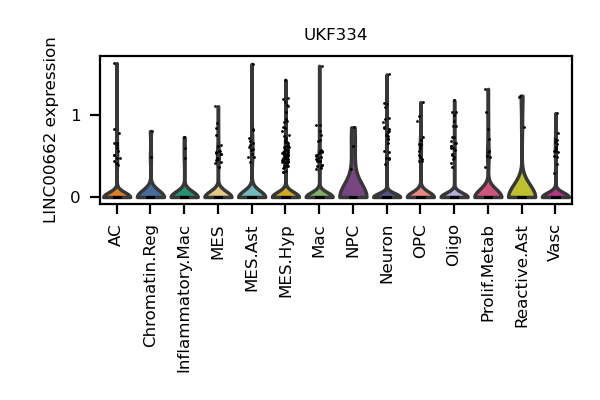 UKF334
LINC00662 expression
1
0
AC
Chromatin.Reg
Inflammatory.Mac
MES
MES.Ast
MES.Hyp
Mac
NPC
Neuron
OPC
Oligo
Prolif.Metab
Reactive.Ast
Vasc